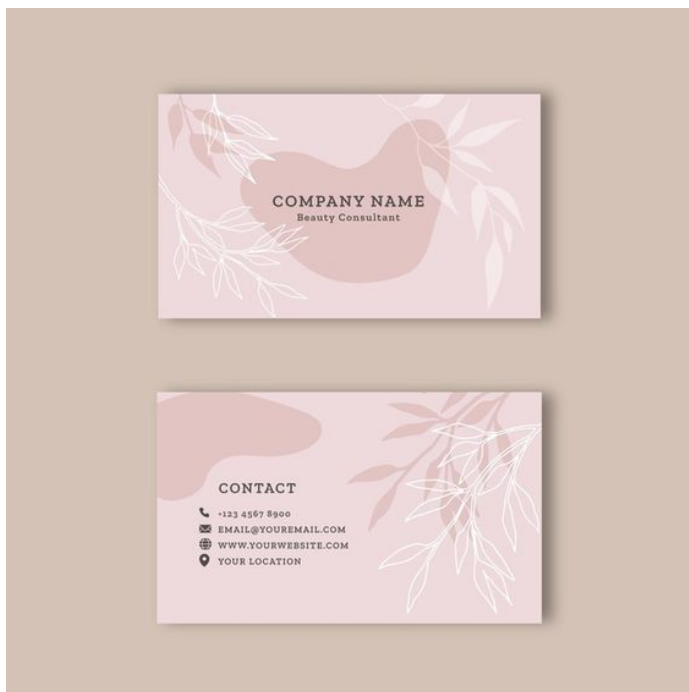 COMPANY NAME
Beauty Consultant
CONTACT
+123 4567 8900
EMAIL@YOUREMAIL.COM
WWW.YOURWEBSITE.COM
YOUR LOCATION